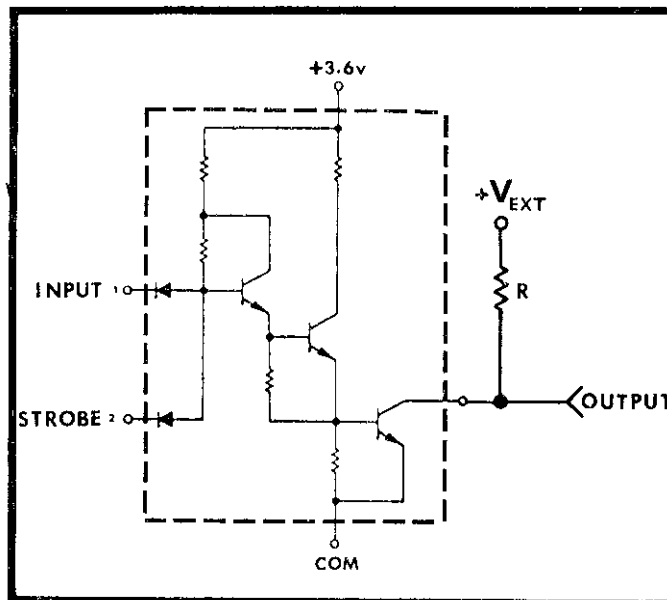 +3.6v
+V EXT
INPUT 1
R
STROBE 2
OUTPUT
COM